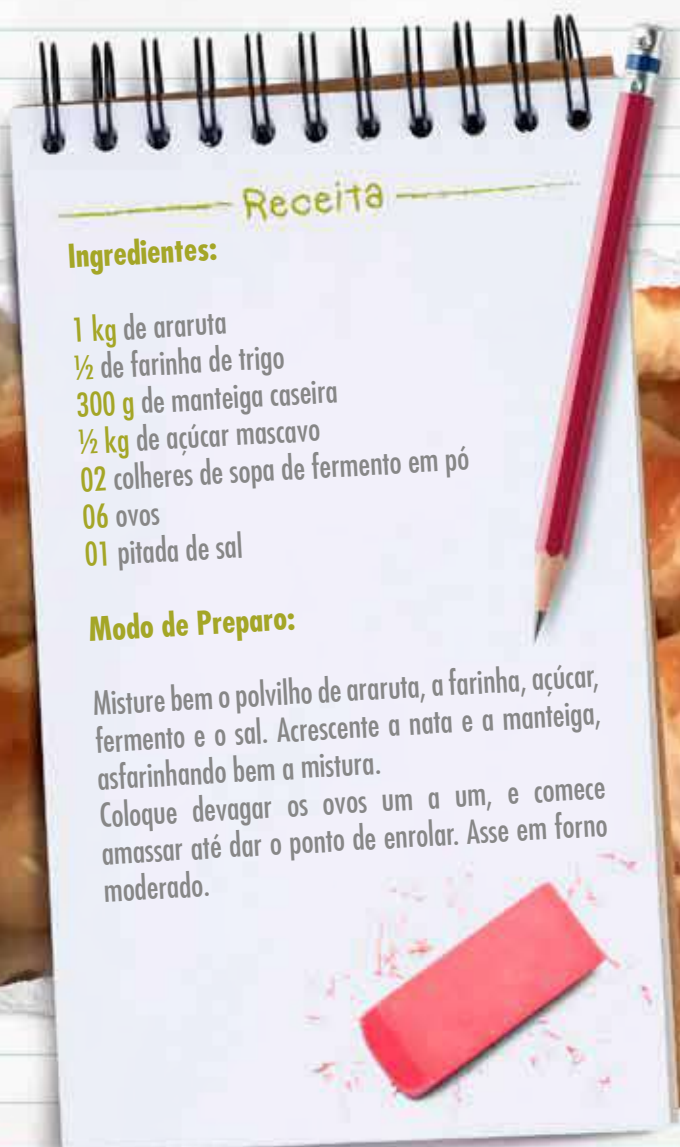 Receita
Ingredientes:
1 kg de araruta
½ de farinha de trigo
300 g de manteiga caseira
½ kg de açúcar mascavo
02 colheres de sopa de fermento em pó
06 ovos
01 pitada de sal
Modo de Preparo:
Misture bem o polvilho de araruta, a farinha, açúcar,
fermento e o sal. Acrescente a nata e a manteiga,
asfarinhando bem a mistura.
Coloque devagar os ovos um a um, e comece
amassar até dar o ponto de enrolar. Asse em forno
moderado.